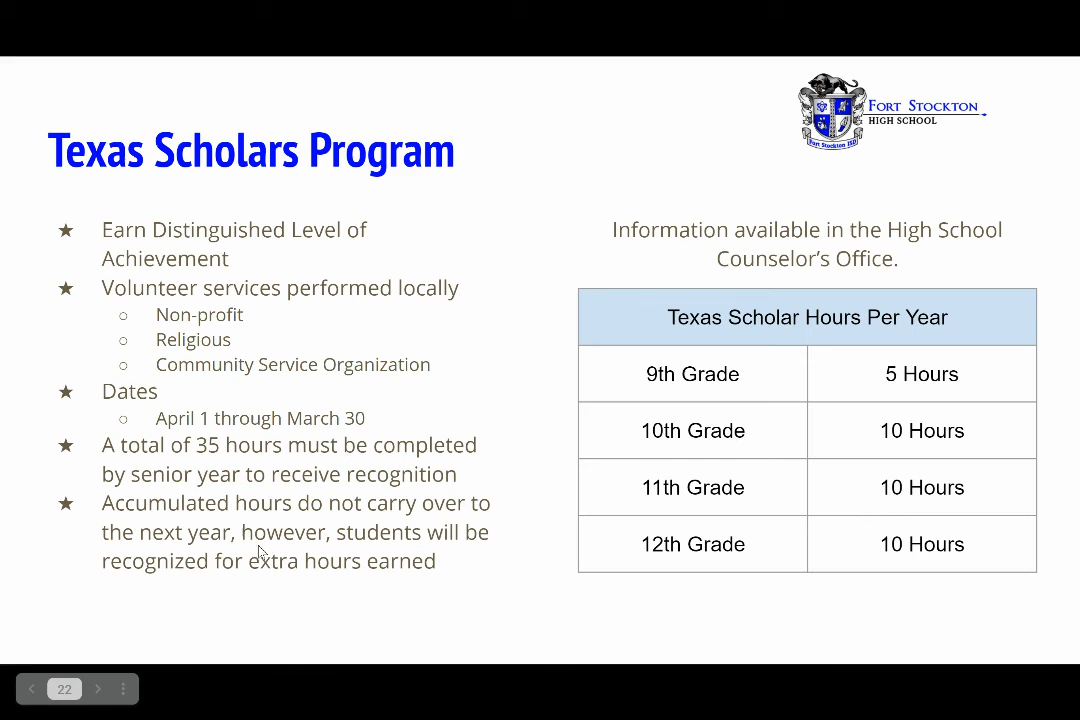 Fort Stockton
HIGH SCHOOL
Fort Stockton ISD
Texas Scholars Program
★ Earn Distinguished Level of
Achievement
★ Volunteer services performed locally
○ Non-profit
○ Religious
○ Community Service Organization
★ Dates
○ April 1 through March 30
★ A total of 35 hours must be completed
by senior year to receive recognition
★ Accumulated hours do not carry over to
the next year, however, students will be
recognized for extra hours earned
Information available in the High School
Counselor’s Office.
Texas Scholar Hours Per Year
9th Grade 5 Hours
10th Grade 10 Hours
11th Grade 10 Hours
12th Grade 10 Hours
22